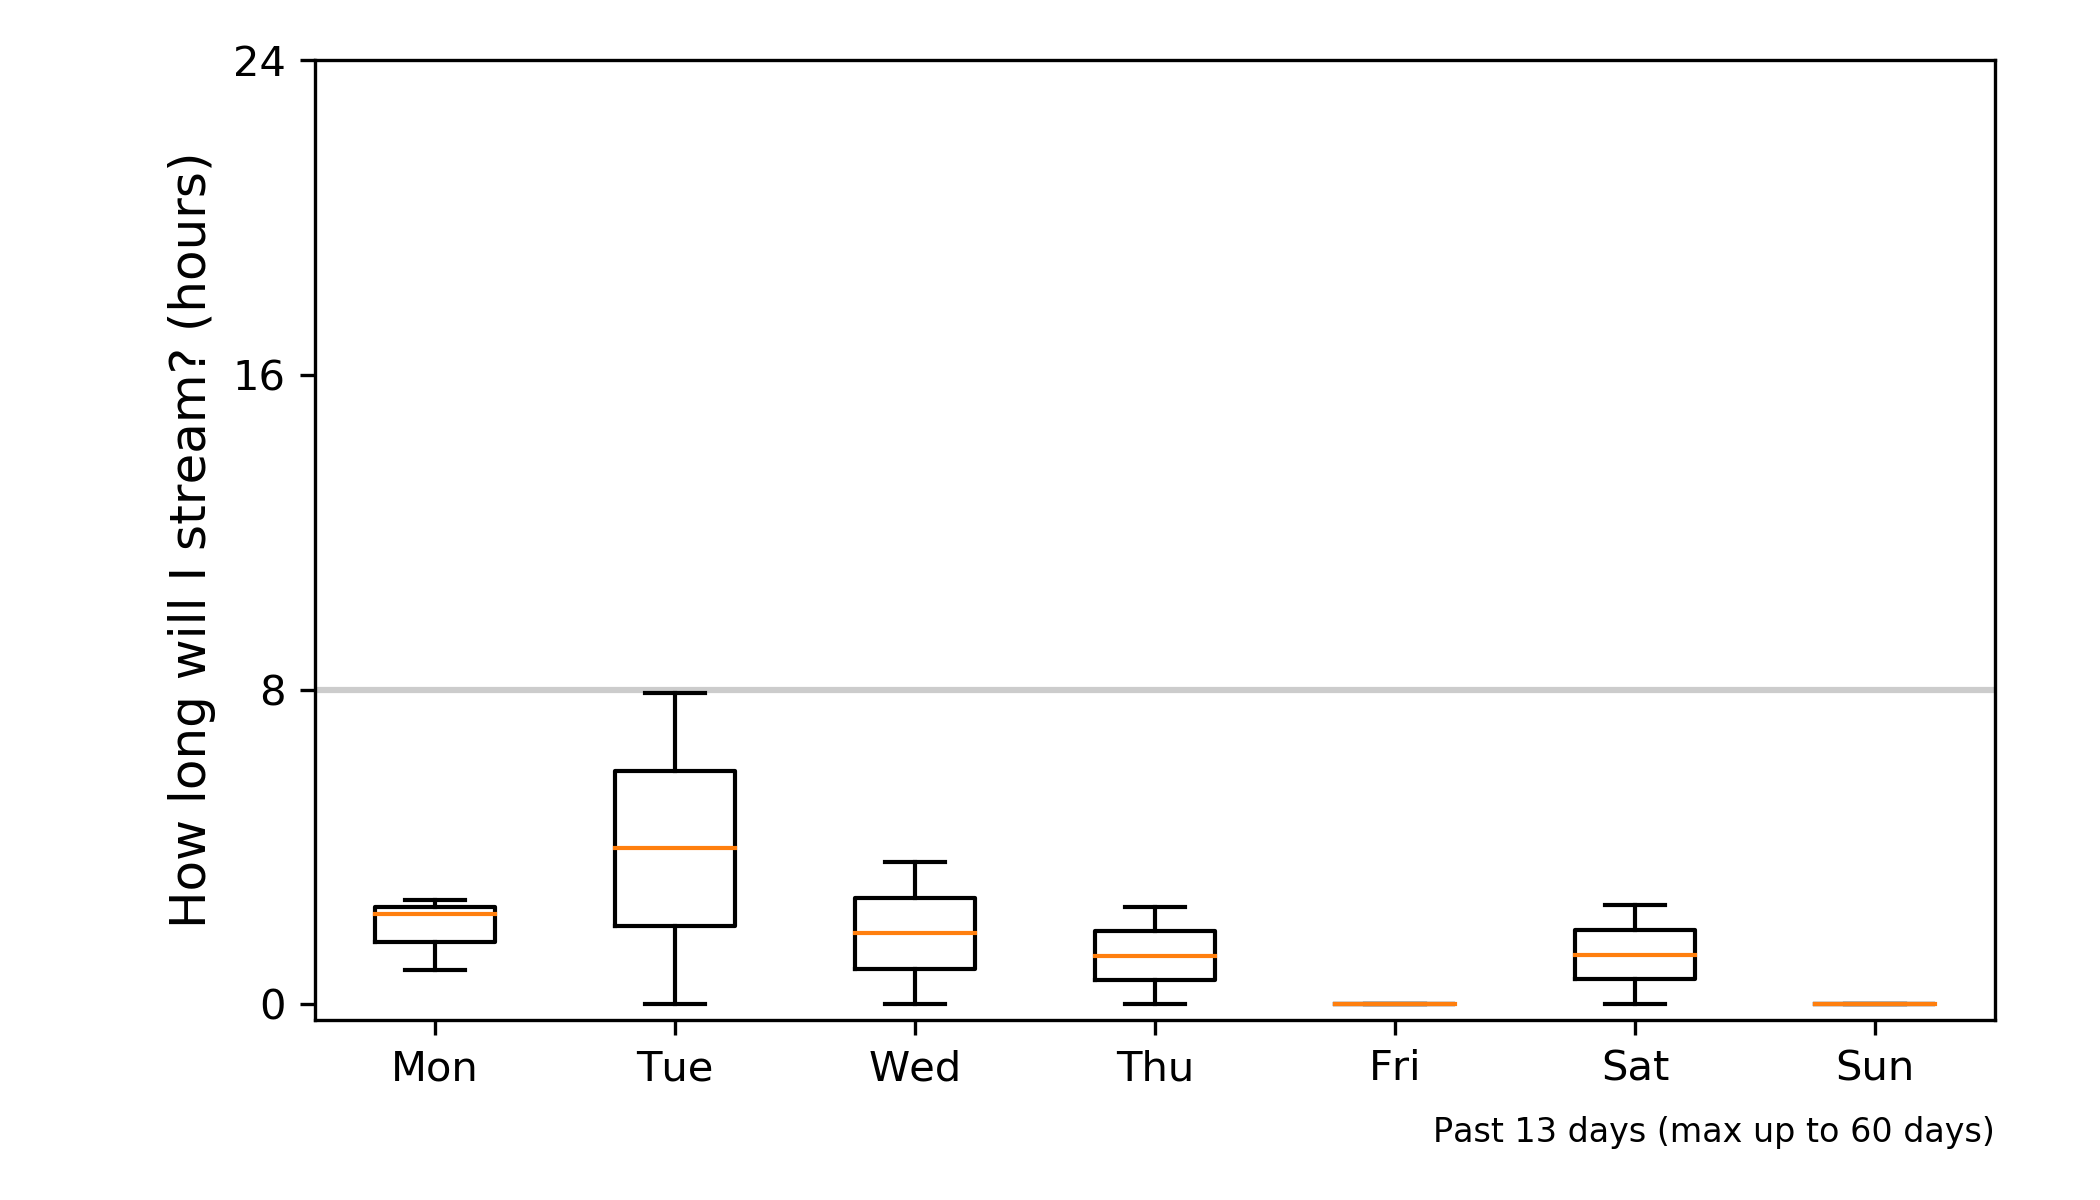 How long will I stream? (hours)
24
16
8
0
Mon Tue Wed Thu Fri Sat Sun
Past 13 days (max up to 60 days)